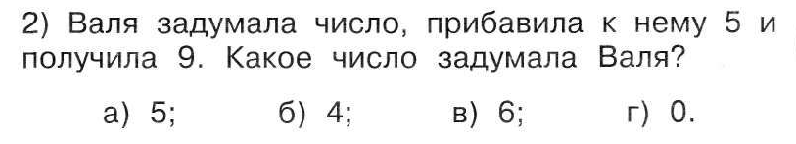 2) Валя задумала число, прибавила к нему 5 и
получила 9. Какое число задумала Валя?
а) 5; б) 4; в) 6; г) 0.